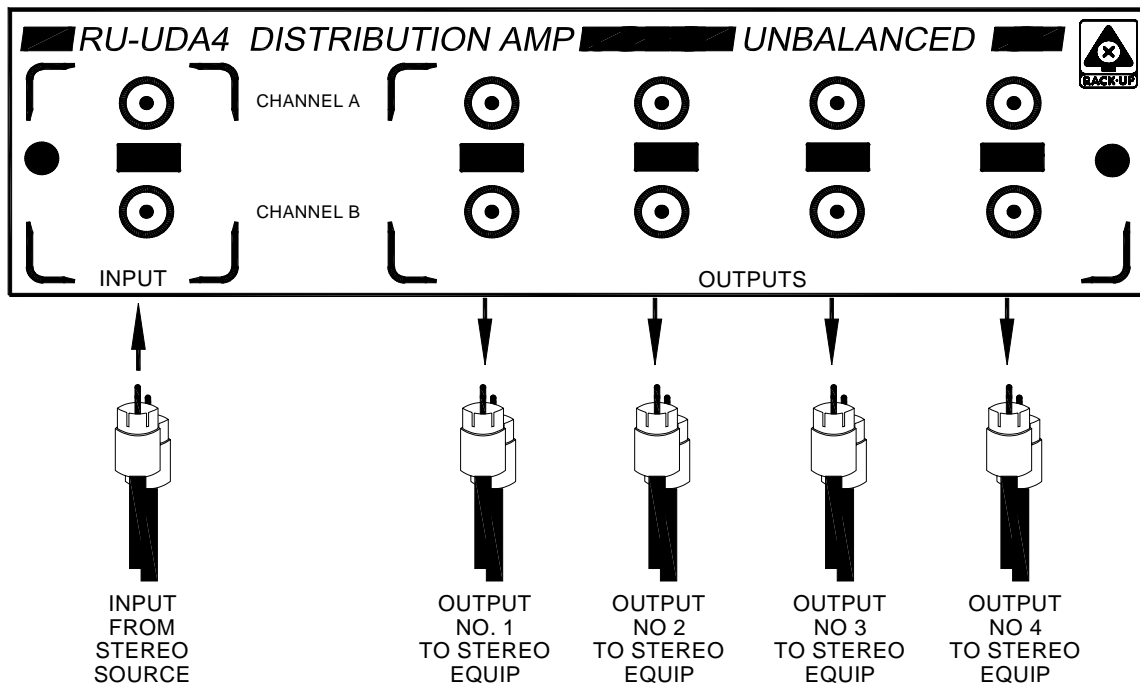 RU-UDA4 DISTRIBUTION AMP UNBALANCED
RACK-UP
CHANNEL A
CHANNEL B
INPUT
OUTPUTS
INPUT
FROM
STEREO
SOURCE
OUTPUT
NO. 1
TO STEREO
EQUIP
OUTPUT
NO 2
TO STEREO
EQUIP
OUTPUT
NO 3
TO STEREO
EQUIP
OUTPUT
NO 4
TO STEREO
EQUIP